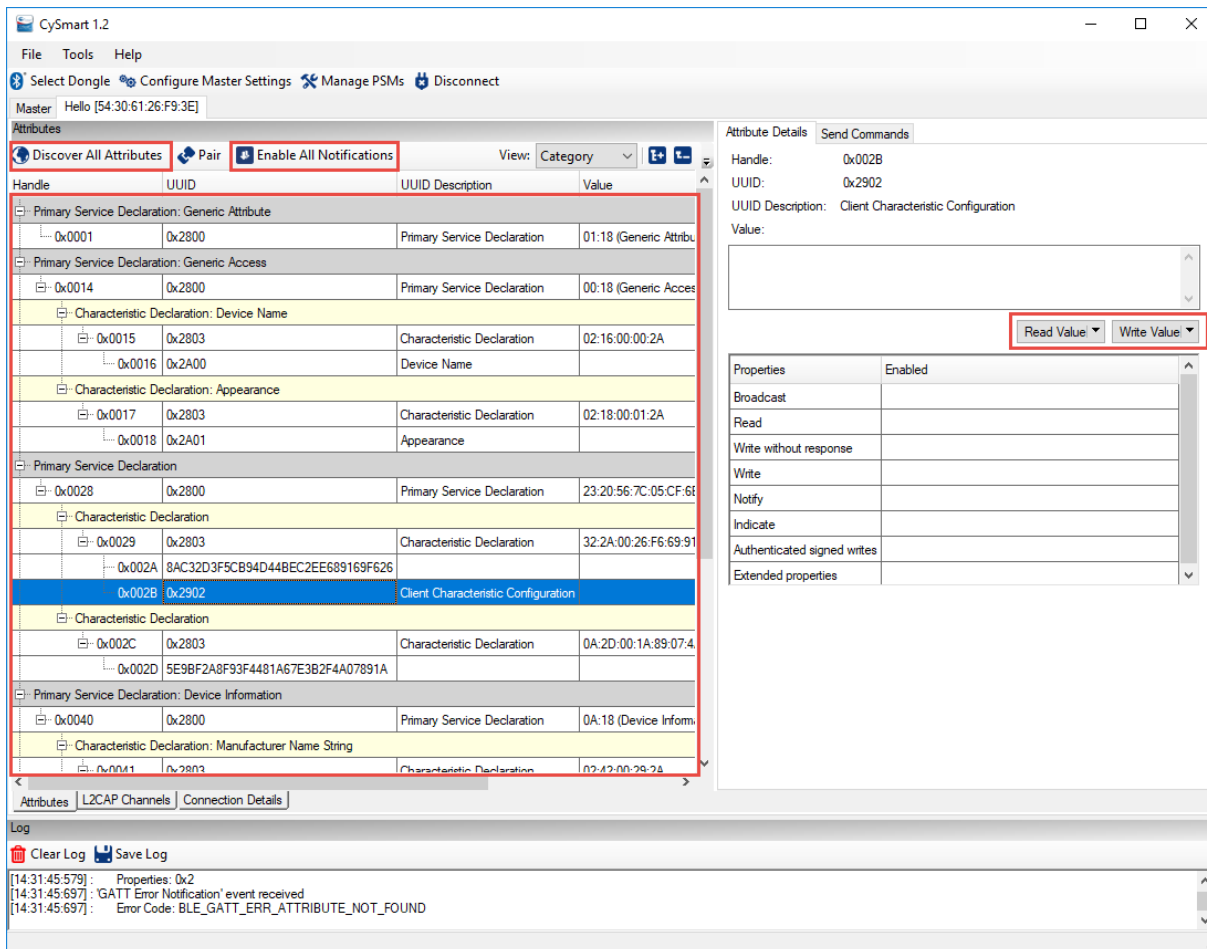 CySmart 1.2
File Tools Help
Select Dongle Configure Master Settings Manage PSMs Disconnect
Master Hello [54:30:61:26:F9:3E]
Attributes
Discover All Attributes Pair Enable All Notifications View: Category
Handle UUID UUID Description Value
Primary Service Declaration: Generic Attribute
0x0001 0x2800 Primary Service Declaration 01:18 (Generic Attribu
Primary Service Declaration: Generic Access
0x0014 0x2800 Primary Service Declaration 00:18 (Generic Acces
Characteristic Declaration: Device Name
0x0015 0x2803 Characteristic Declaration 02:16:00:00:2A
0x0016 0x2A00 Device Name
Characteristic Declaration: Appearance
0x0017 0x2803 Characteristic Declaration 02:18:00:01:2A
0x0018 0x2A01 Appearance
Primary Service Declaration
0x0028 0x2800 Primary Service Declaration 23:20:56:7C:05:CF:6E
Characteristic Declaration
0x0029 0x2803 Characteristic Declaration 32:2A:00:26:F6:69:91
0x002A 8AC32D3F5CB94D44BEC2EE689169F626
0x002B 0x2902 Client Characteristic Configuration
Characteristic Declaration
0x002C 0x2803 Characteristic Declaration 0A:2D:00:1A:89:07:4
0x002D 5E9BF2A8F93F4481A67E3B2F4A07891A
Primary Service Declaration: Device Information
0x0040 0x2800 Primary Service Declaration 0A:18 (Device Inform
Characteristic Declaration: Manufacturer Name String
0x0041 0x2803 Characteristic Declaration 02:42:00:29:2A
Attributes L2CAP Channels Connection Details
Attribute Details Send Commands
Handle: 0x002B
UUID: 0x2902
UUID Description: Client Characteristic Configuration
Value:
Read Value Write Value
Properties Enabled
Broadcast
Read
Write without response
Write
Notify
Indicate
Authenticated signed writes
Extended properties
Log
Clear Log Save Log
[14:31:45:579] : Properties: 0x2
[14:31:45:697] : 'GATT Error Notification' event received
[14:31:45:697] : Error Code: BLE_GATT_ERR_ATTRIBUTE_NOT_FOUND